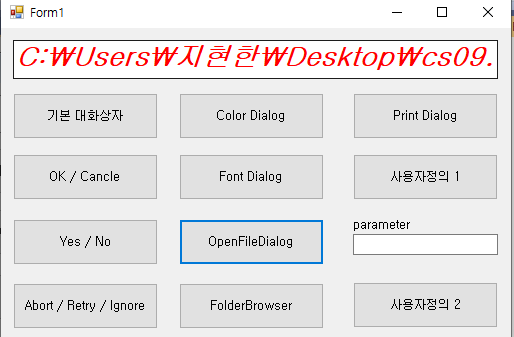 Form1
C:₩Users₩지현한₩Desktop₩cs09.
기본 대화상자
Color Dialog
Print Dialog
OK / Cancle
Font Dialog
사용자정의 1
Yes / No
OpenFileDialog
parameter
Abort / Retry / Ignore
FolderBrowser
사용자정의 2